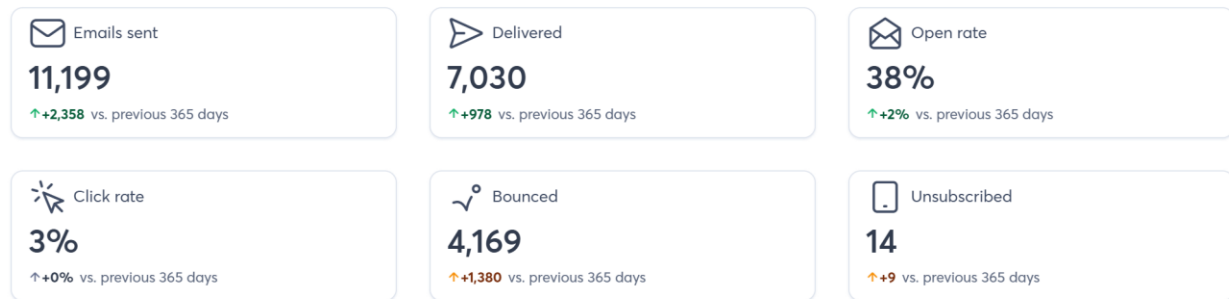 Emails sent
11,199
↑+2,358 vs. previous 365 days
Delivered
7,030
↑+978 vs. previous 365 days
Open rate
38%
↑+2% vs. previous 365 days
Click rate
3%
↑+0% vs. previous 365 days
Bounced
4,169
↑+1,380 vs. previous 365 days
Unsubscribed
14
↑+9 vs. previous 365 days